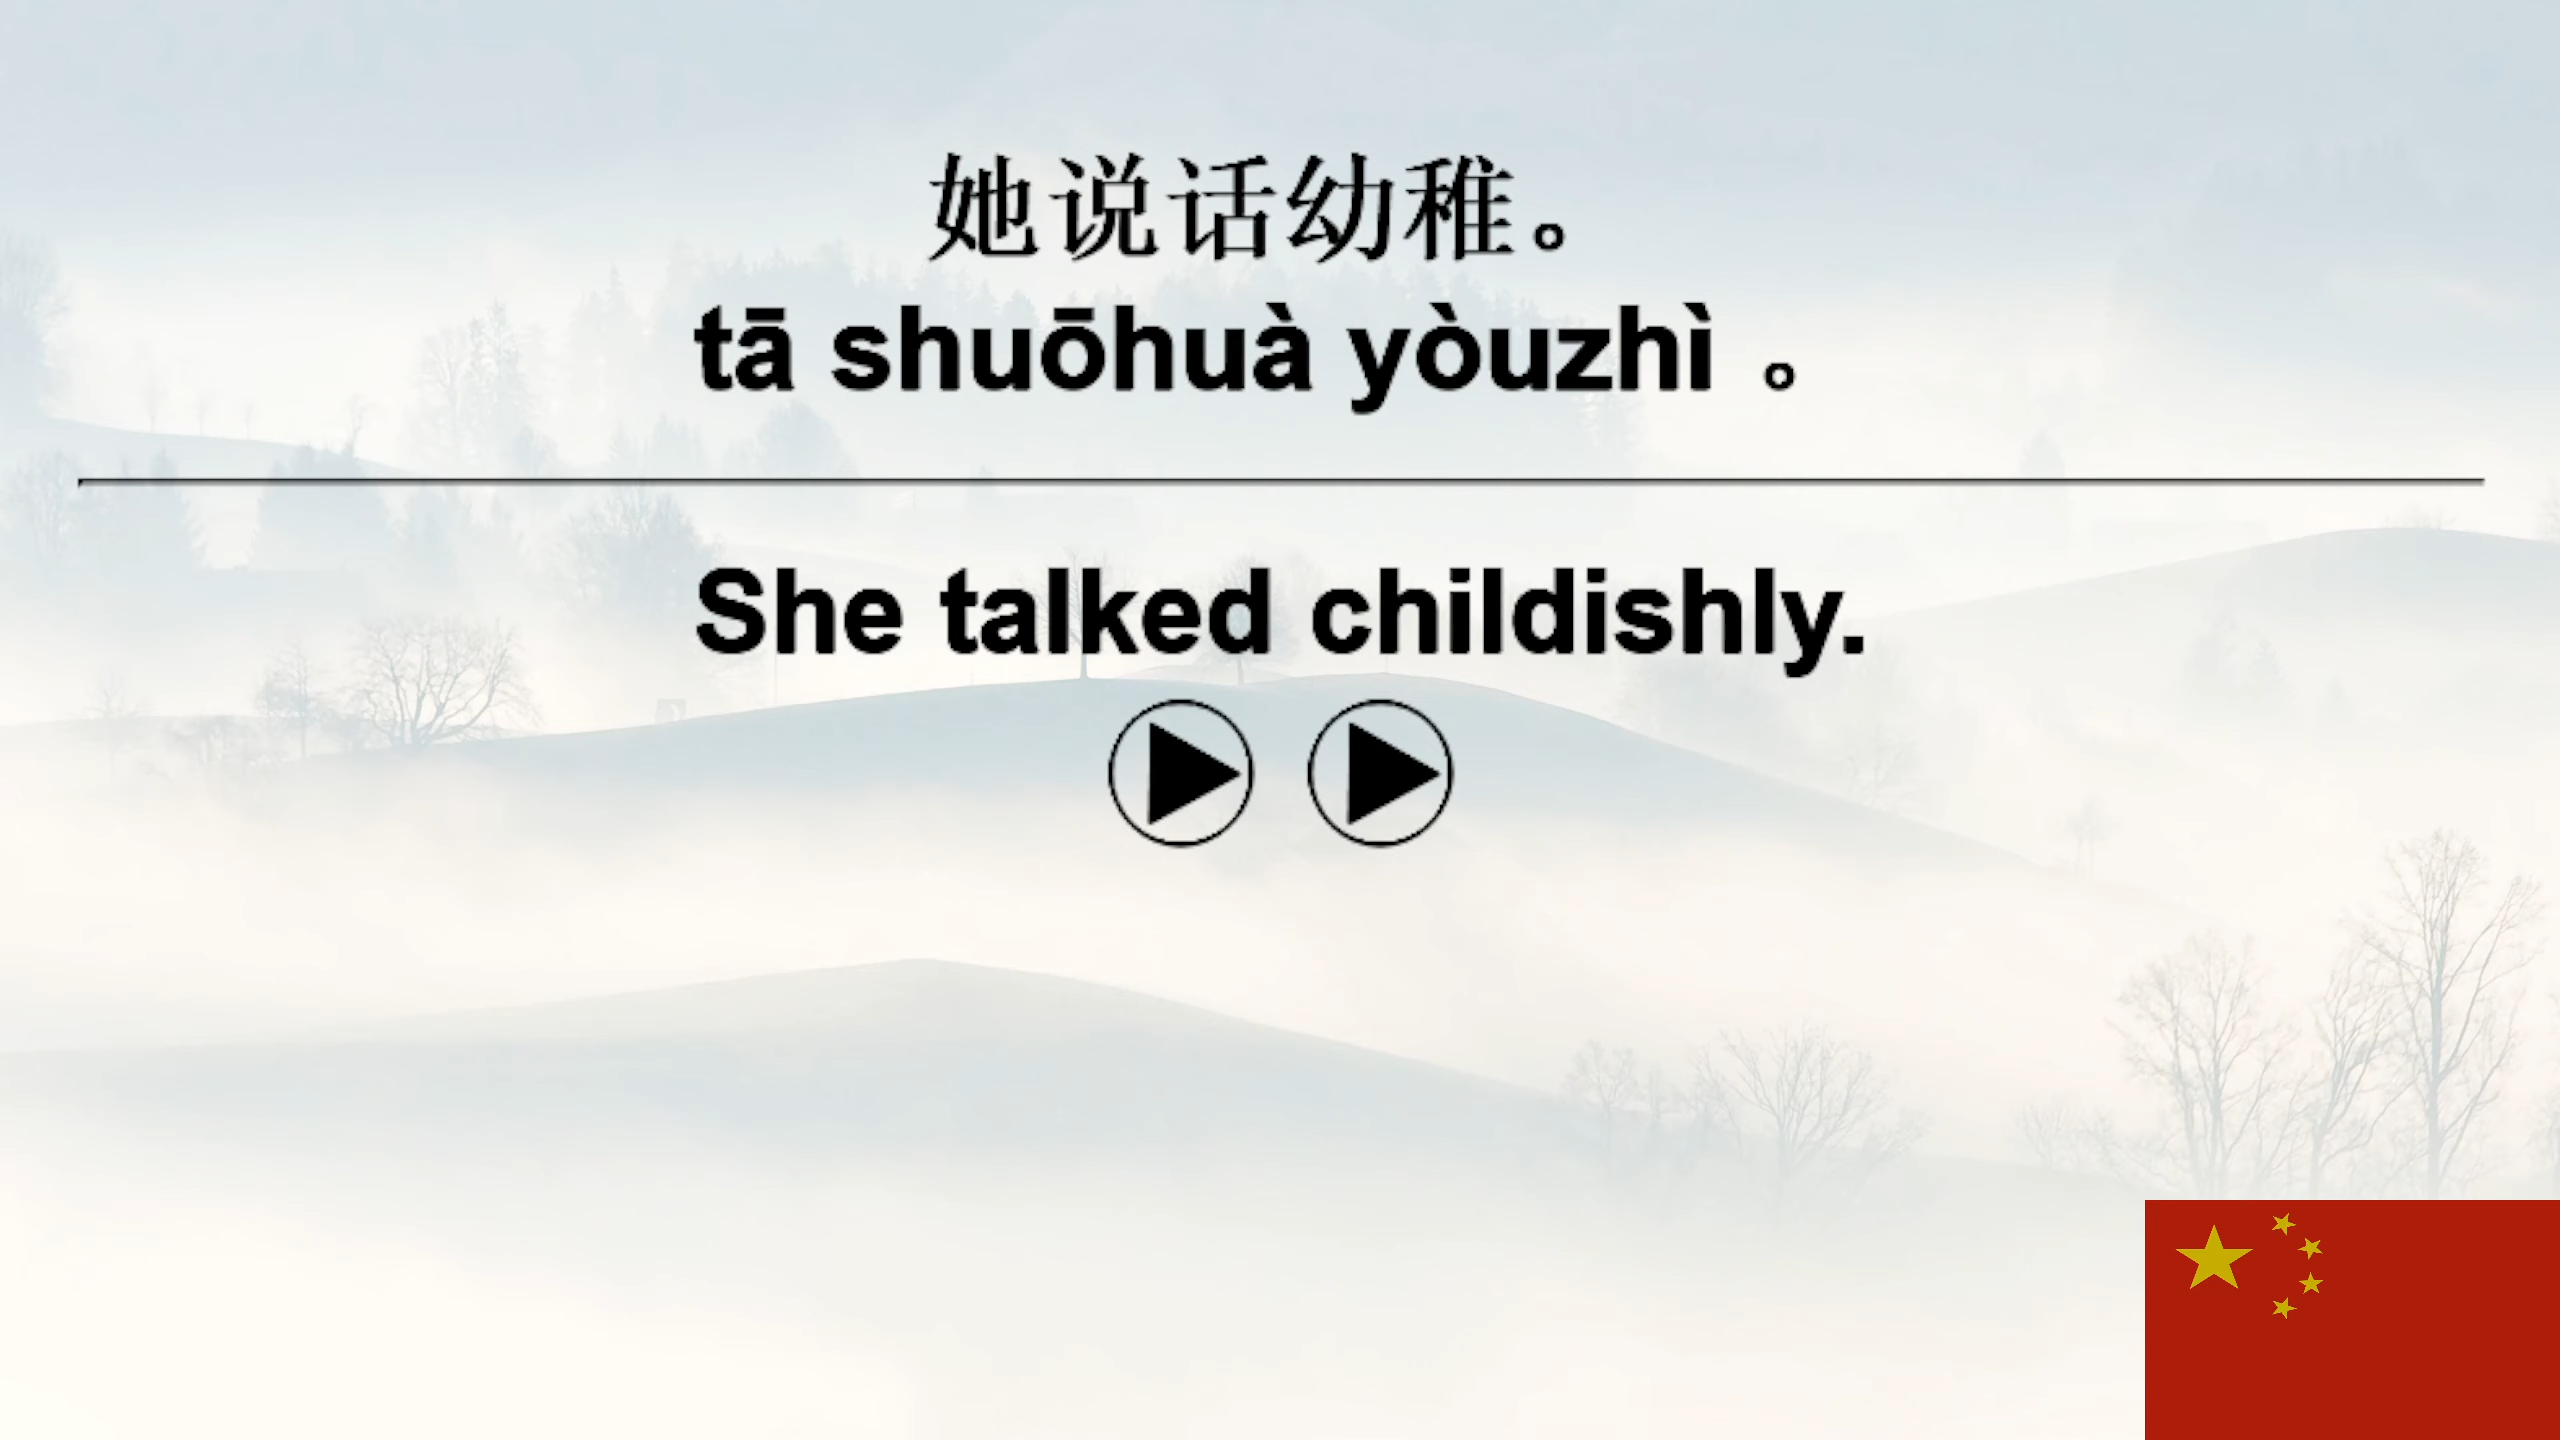 她说话幼稚。
tā shuōhuà yòuzhì 。
She talked childishly.